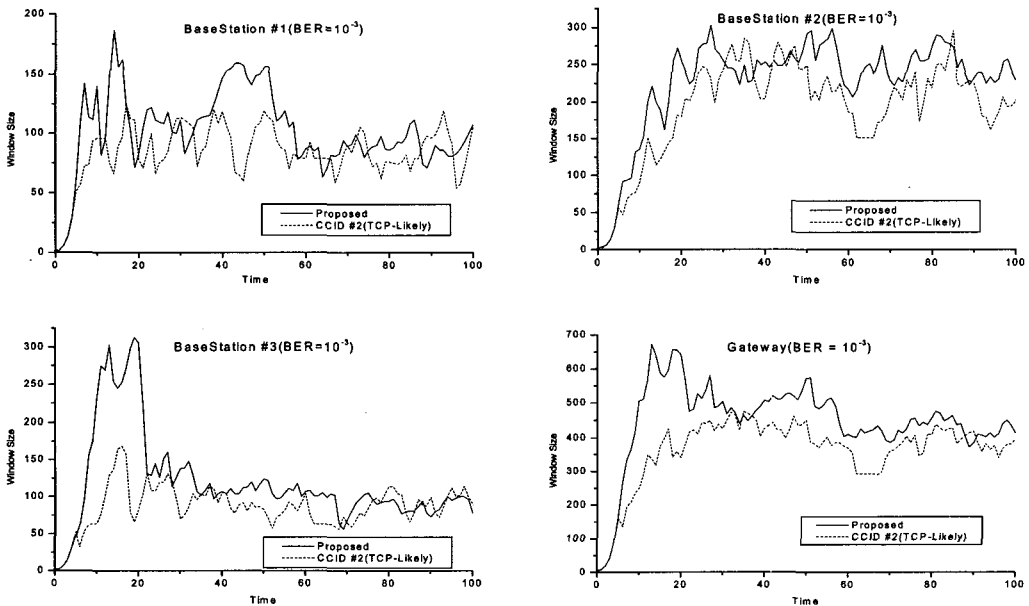 BaseStation #1(BER=10⁻³)
Window Size
200
150
100
50
0
0 20 40 60 80 100
Time
Proposed
CCID #2(TCP-Likely)
BaseStation #2(BER=10⁻³)
Window Size
300
250
200
150
100
50
0
0 20 40 60 80 100
Time
Proposed
CCID #2(TCP-Likely)
BaseStation #3(BER=10⁻³)
Window Size
300
250
200
150
100
50
0
0 20 40 60 80 100
Time
Proposed
CCID #2(TCP-Likely)
Gateway(BER = 10⁻³)
Window Size
700
600
500
400
300
200
100
0
0 20 40 60 80 100
Time
Proposed
CCID #2(TCP-Likely)